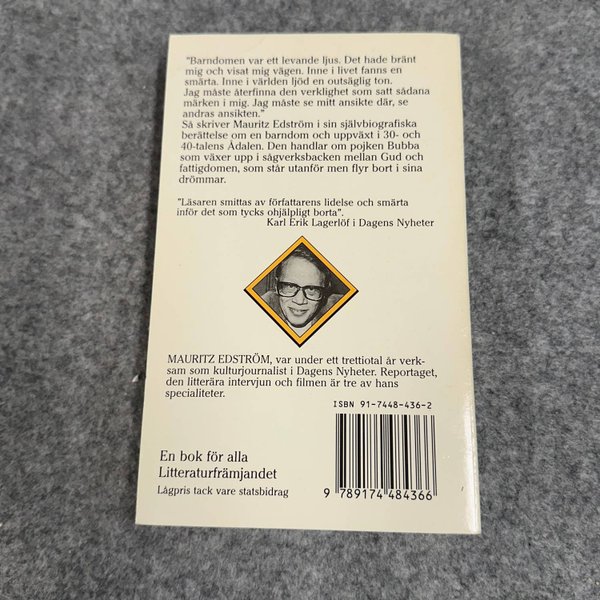 "Barndomen var ett levande ljus. Det hade bränt
mig och visat mig vägen. Inne i livet fanns en
smärta. Inne i världen ljöd en outsäglig ton.
Jag måste återfinna den verklighet som satt sådana
märken i mig. Jag måste se mitt ansikte där, se
andras ansikten."
Så skriver Mauritz Edström i sin självbiografiska
berättelse om en barndom och uppväxt i 30- och
40-talens Ådalen. Den handlar om pojken Bubba
som växer upp i sågverksbacken mellan Gud och
fattigdomen, som står utanför men flyr bort i sina
drömmar.
"Läsaren smittas av författarens lidelse och smärta
inför det som tycks ohjälpligt borta".
Karl Erik Lagerlöf i Dagens Nyheter
MAURITZ EDSTRÖM, var under ett trettiotal år verk-
sam som kulturjournalist i Dagens Nyheter. Reportaget,
den litterära intervjun och filmen är tre av hans
specialiteter.
ISBN 91-7448-436-2
En bok för alla
Litteraturfrämjandet
Lågpris tack vare statsbidrag
9 789174 484366